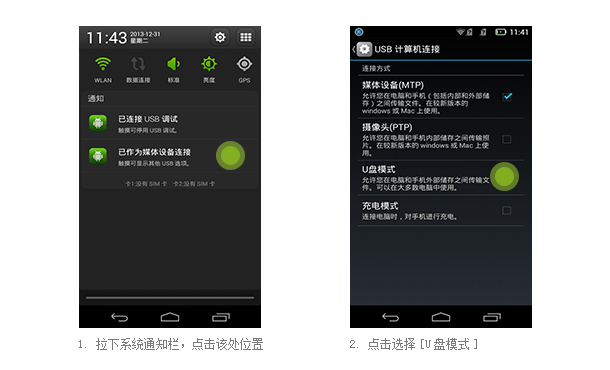 11:43 2013-12-31
星期二
WLAN 数据连接 标准 亮度 GPS
通知
已连接 USB 调试
触摸可停用 USB 调试。
已作为媒体设备连接
触摸可显示其他 USB 选项。
卡1:没有 SIM 卡 卡2:没有 SIM 卡
1. 拉下系统通知栏，点击该处位置
11:41
USB 计算机连接
连接方式
媒体设备(MTP)
允许您在电脑和手机（包括内部和外部储
存）之间传输文件。在较新版本的
windows 或 Mac 上使用。
摄像头(PTP)
允许您在电脑和手机内部储存之间传输照
片。在较新版本的 windows 或 Mac 上使
用。
U盘模式
允许您在电脑和手机外部储存之间传输文
件。可以在大多数电脑中使用。
充电模式
连接电脑时，对手机进行充电。
2. 点击选择 [U盘模式]